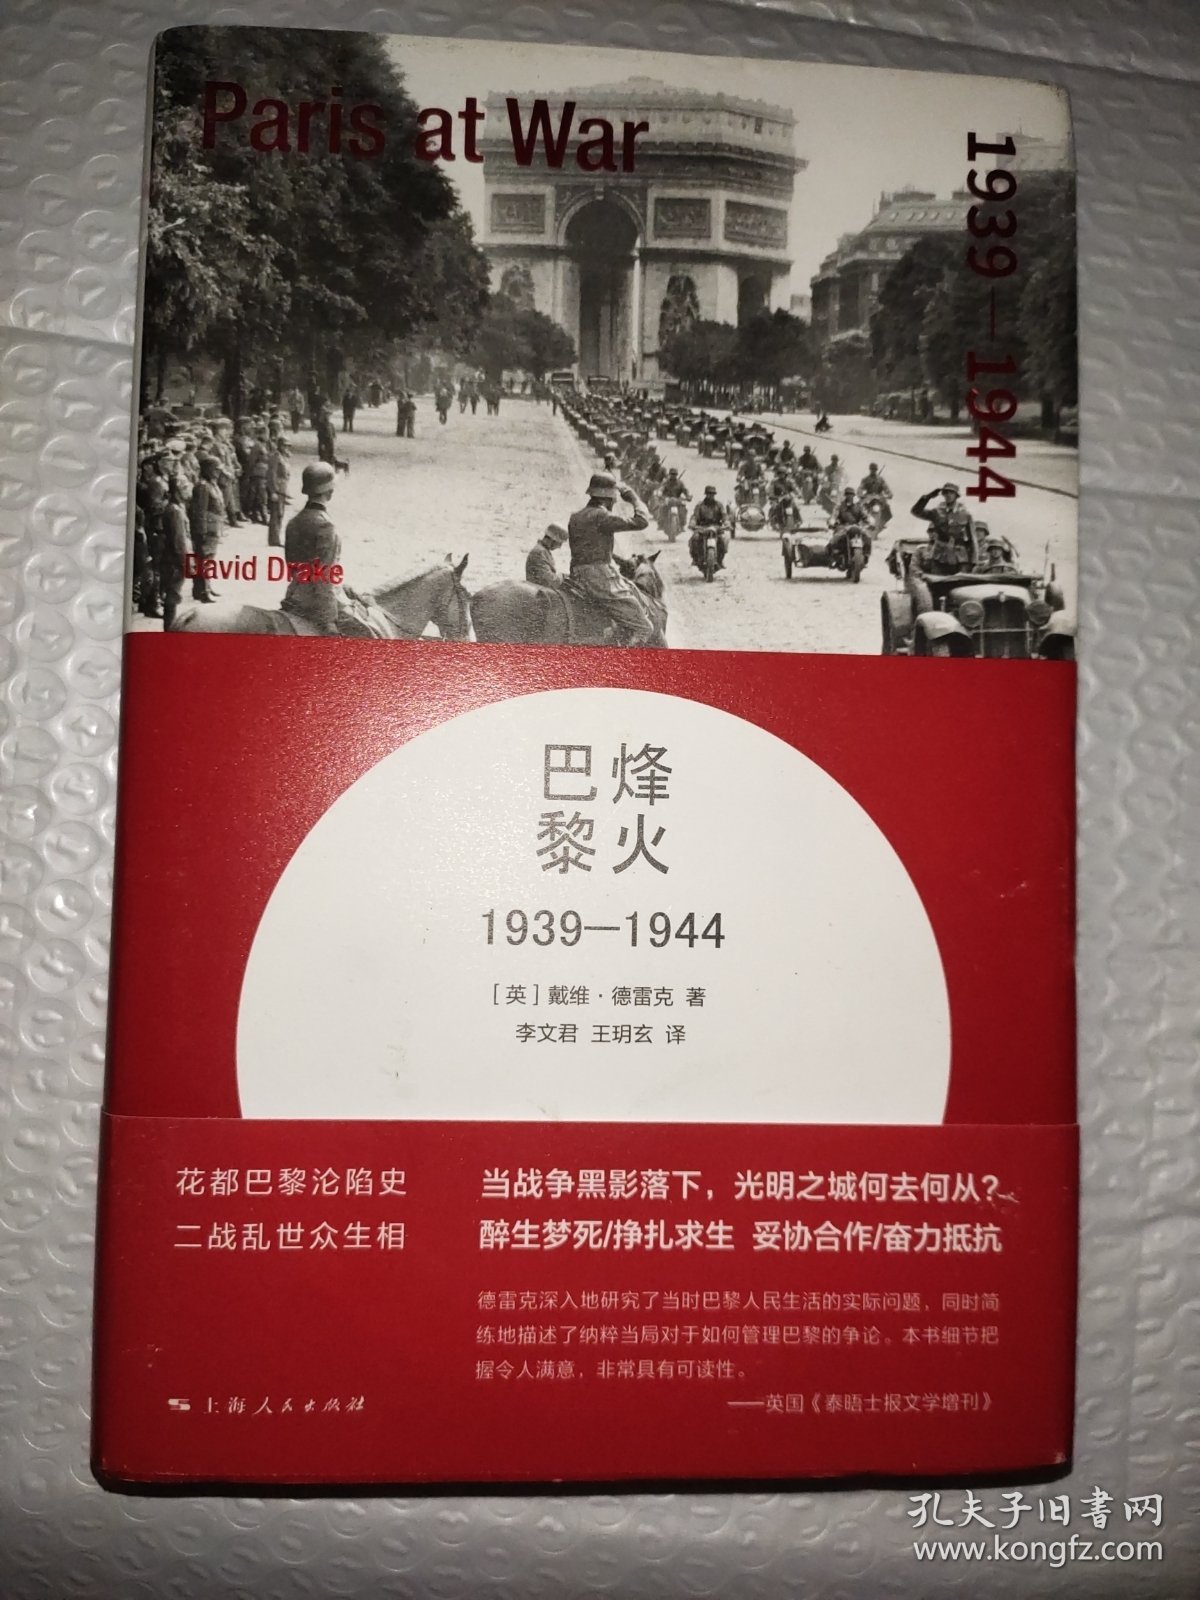 Paris at War
1939—1944
David Drake
巴黎
烽火
1939—1944
[英]戴维·德雷克 著
李文君 王玥玄 译
花都巴黎沦陷史
二战乱世众生相
当战争黑影落下，光明之城何去何从？
醉生梦死/挣扎求生 妥协合作/奋力抵抗
德雷克深入地研究了当时巴黎人民生活的实际问题，同时简
练地描述了纳粹当局对于如何管理巴黎的争论。本书细节把
握令人满意，非常具有可读性。
——英国《泰晤士报文学增刊》
上海人民出版社
孔夫子旧书网
www.kongfz.com